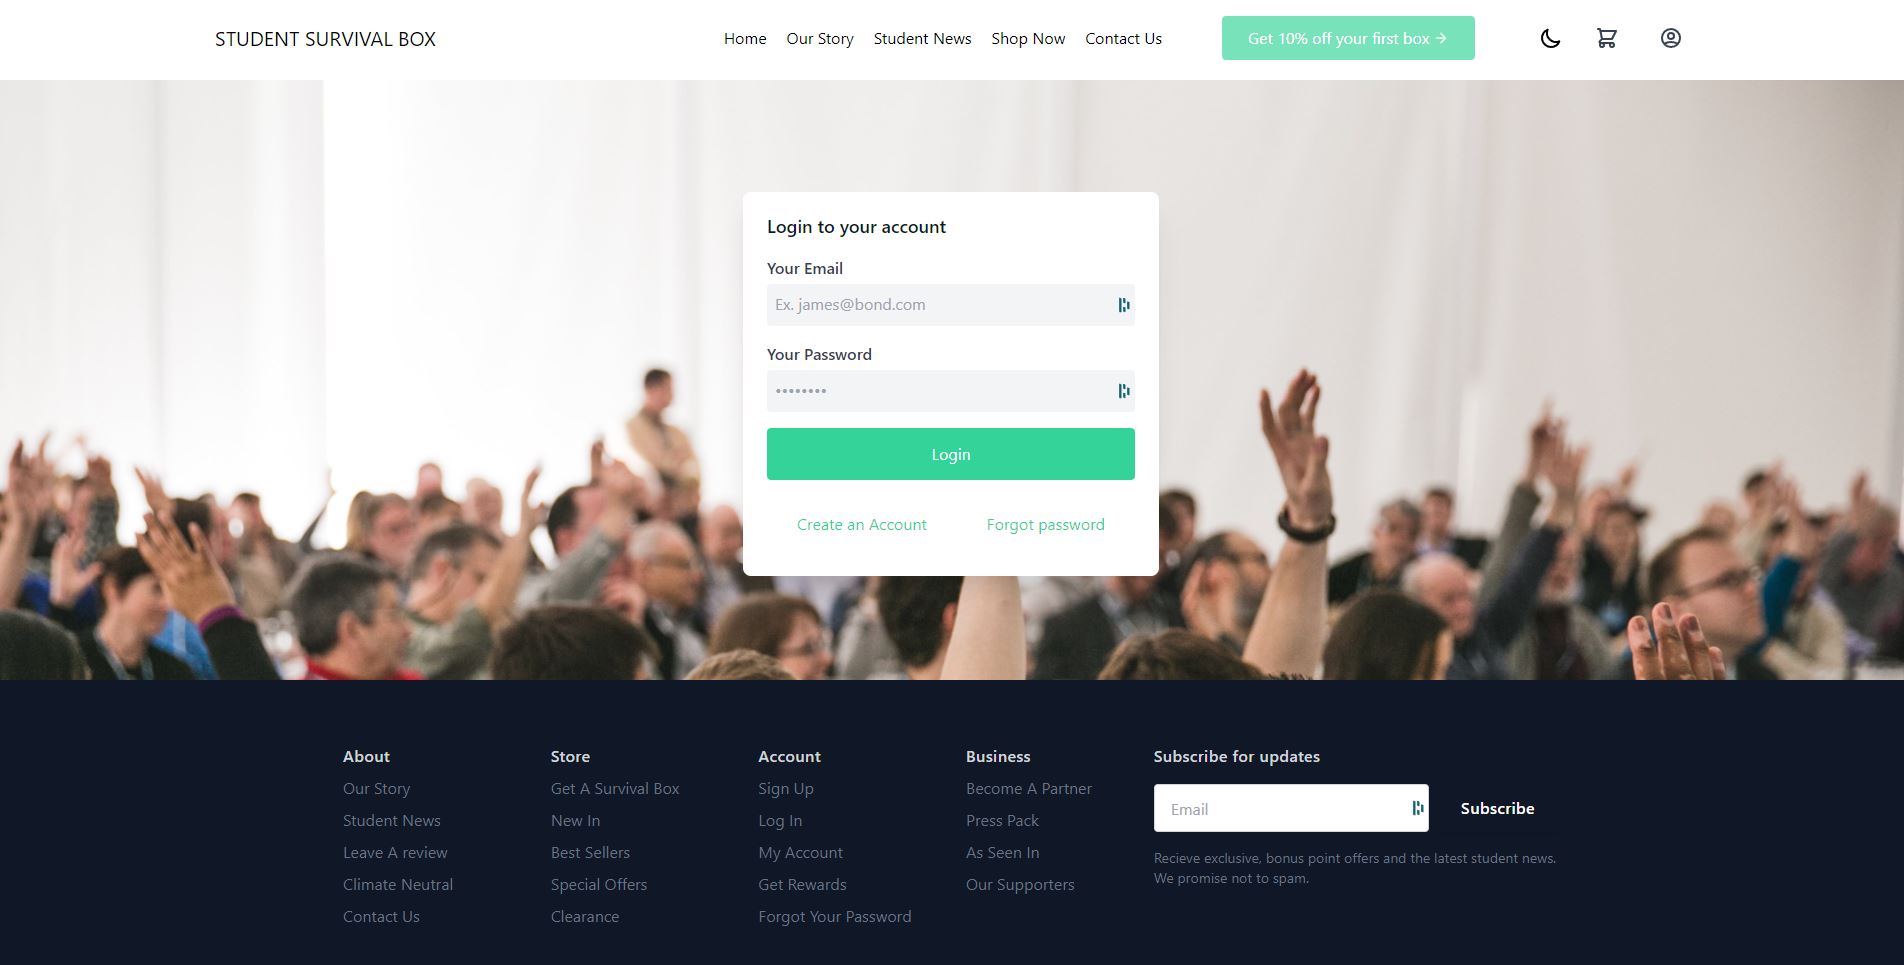 STUDENT SURVIVAL BOX
Home Our Story Student News Shop Now Contact Us
Get 10% off your first box →
Login to your account
Your Email
Ex. james@bond.com
Your Password
••••••••
Login
Create an Account Forgot password
About
Our Story
Student News
Leave A review
Climate Neutral
Contact Us
Store
Get A Survival Box
New In
Best Sellers
Special Offers
Clearance
Account
Sign Up
Log In
My Account
Get Rewards
Forgot Your Password
Business
Become A Partner
Press Pack
As Seen In
Our Supporters
Subscribe for updates
Email
Subscribe
Recieve exclusive, bonus point offers and the latest student news.
We promise not to spam.